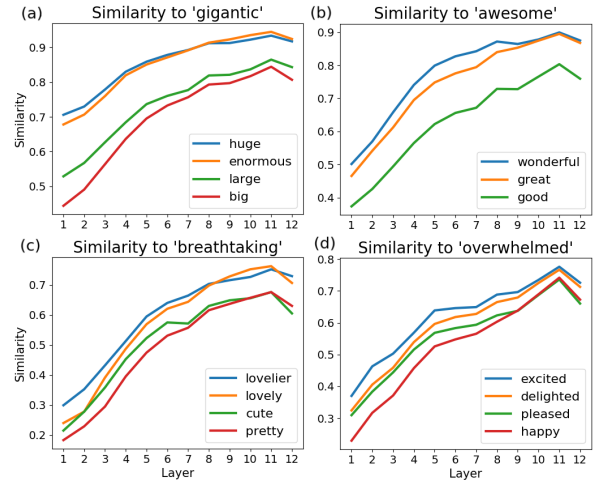 (a) Similarity to 'gigantic'
Similarity
0.9
0.8
0.7
0.6
0.5
huge
enormous
large
big
1 2 3 4 5 6 7 8 9 10 11 12
(b) Similarity to 'awesome'
0.9
0.8
0.7
0.6
0.5
0.4
wonderful
great
good
1 2 3 4 5 6 7 8 9 10 11 12
(c) Similarity to 'breathtaking'
Similarity
0.7
0.6
0.5
0.4
0.3
0.2
lovelier
lovely
cute
pretty
1 2 3 4 5 6 7 8 9 10 11 12
Layer
(d) Similarity to 'overwhelmed'
0.8
0.7
0.6
0.5
0.4
0.3
excited
delighted
pleased
happy
1 2 3 4 5 6 7 8 9 10 11 12
Layer